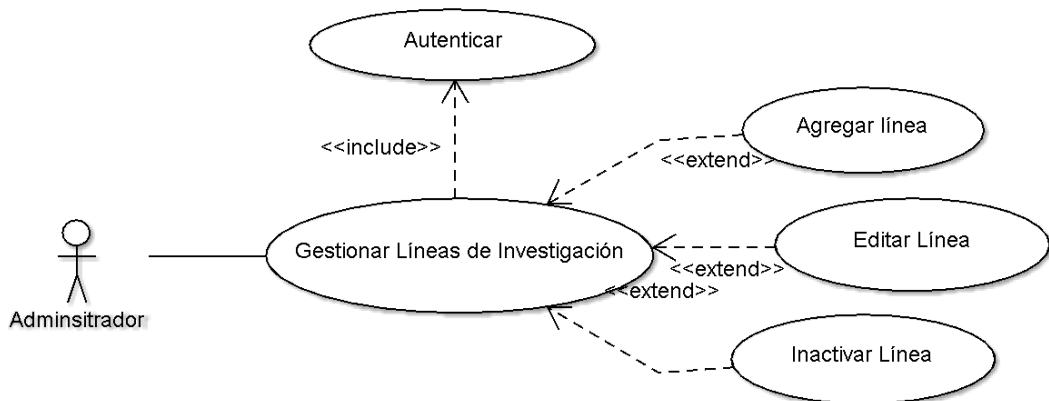 Autenticar
Agregar línea
<<include>>
<<extend>>
Gestionar Líneas de Investigación
Editar Línea
<<extend>>
<<extend>>
Adminsitrador
Inactivar Línea